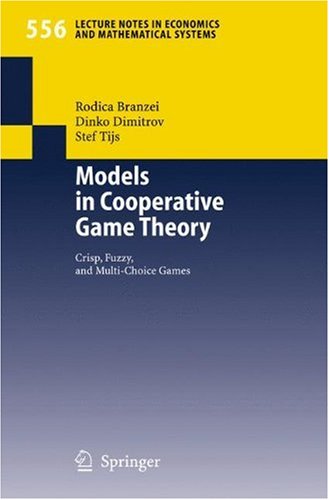 556
LECTURE NOTES IN ECONOMICS
AND MATHEMATICAL SYSTEMS
Rodica Branzei
Dinko Dimitrov
Stef Tijs
Models
in Cooperative
Game Theory
Crisp, Fuzzy,
and Multi-Choice Games
Springer